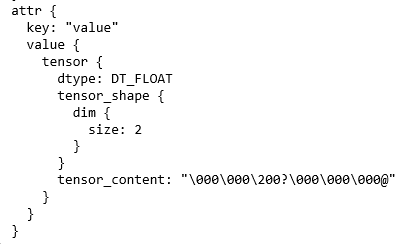 attr {
  key: "value"
  value {
    tensor {
      dtype: DT_FLOAT
      tensor_shape {
        dim {
          size: 2
        }
      }
      tensor_content: "\000\000\200?\000\000\000@"
    }
  }
}